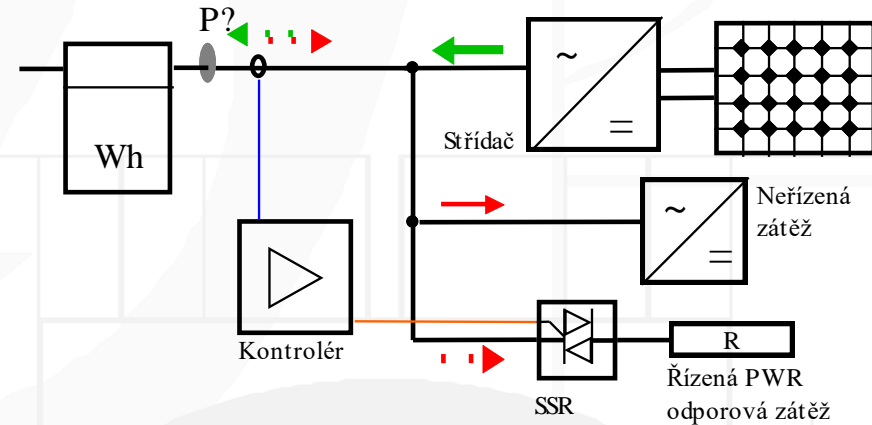 P?
~
=
Střídač
Wh
~
=
Neřízená
zátěž
Kontrolér
R
SSR
Řízená PWR
odporová zátěž